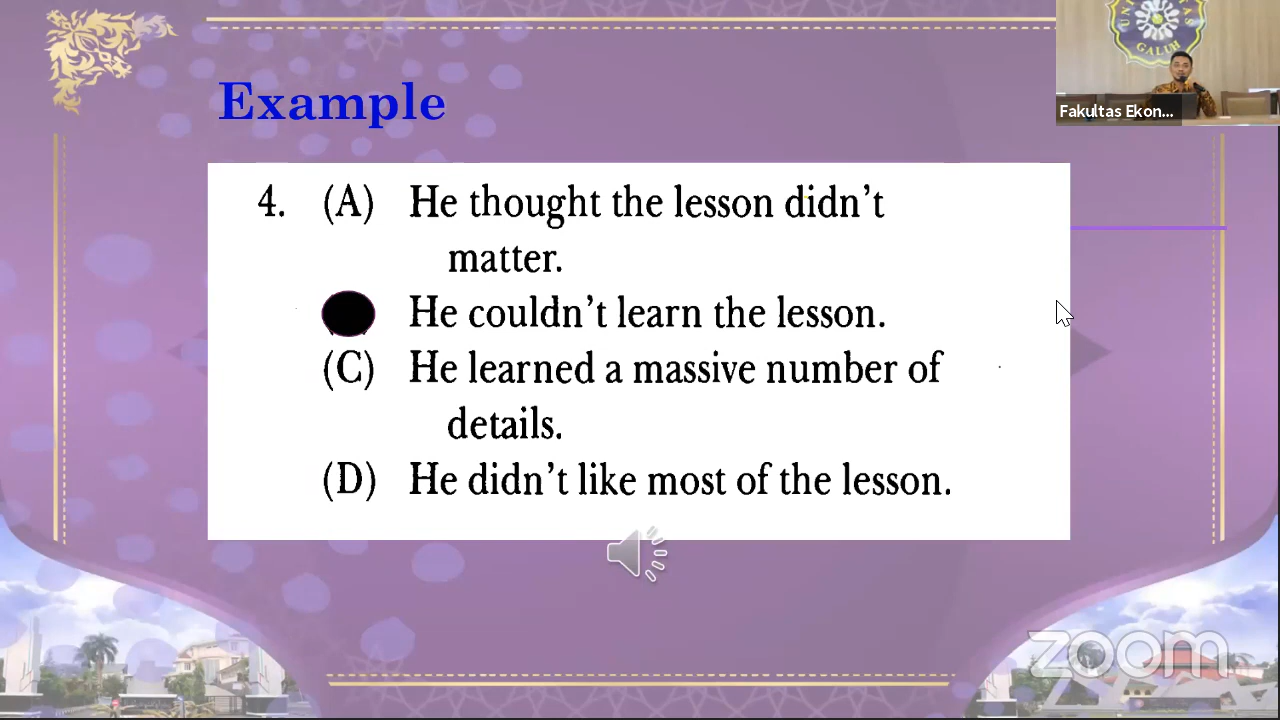 Example
4. (A) He thought the lesson didn't
matter.
He couldn't learn the lesson.
(C) He learned a massive number of
details.
(D) He didn't like most of the lesson.
GALUH
Fakultas Ekon...
zoom